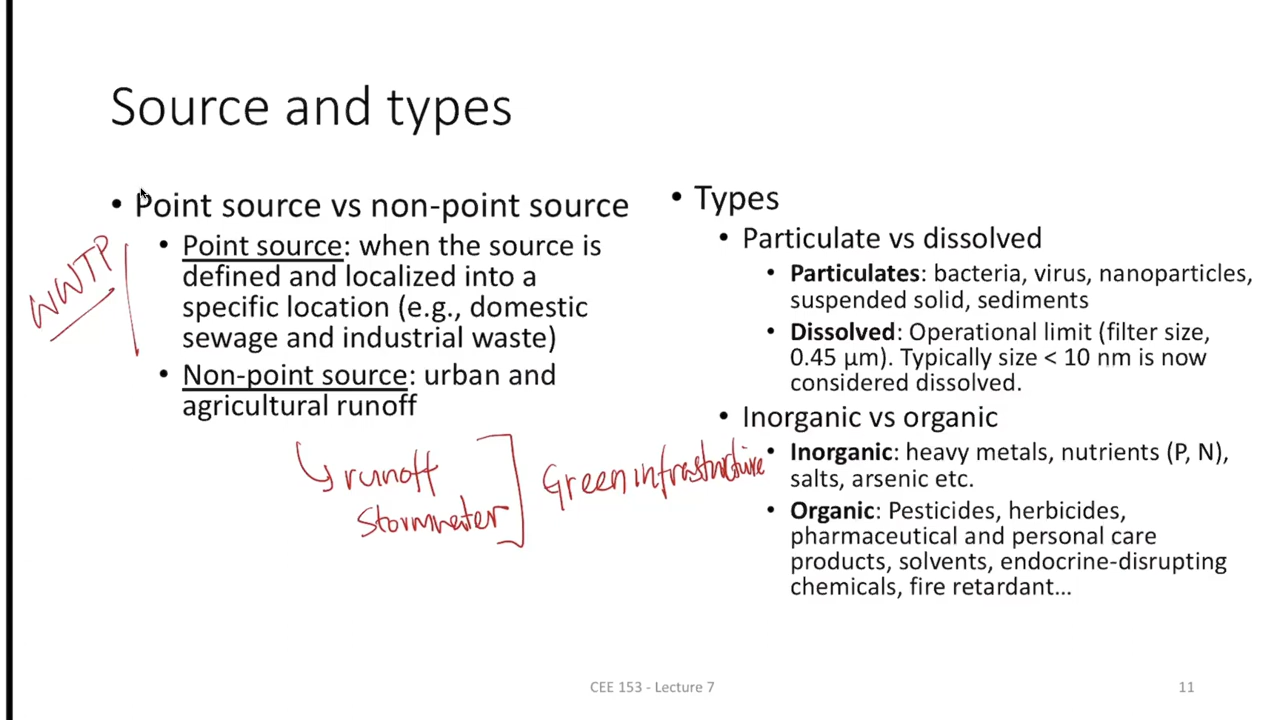 Source and types
• Point source vs non-point source
• Point source: when the source is
defined and localized into a
specific location (e.g., domestic
sewage and industrial waste)
• Non-point source: urban and
agricultural runoff
WWTP
runoff
Stormwater
Green infrastructure
• Types
• Particulate vs dissolved
• Particulates: bacteria, virus, nanoparticles,
suspended solid, sediments
• Dissolved: Operational limit (filter size,
0.45 µm). Typically size < 10 nm is now
considered dissolved.
• Inorganic vs organic
• Inorganic: heavy metals, nutrients (P, N),
salts, arsenic etc.
• Organic: Pesticides, herbicides,
pharmaceutical and personal care
products, solvents, endocrine-disrupting
chemicals, fire retardant…
CEE 153 - Lecture 7
11